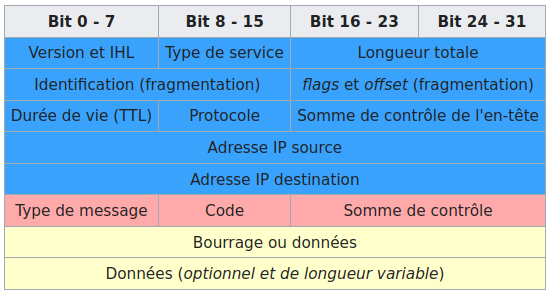 Bit 0 - 7 Bit 8 - 15 Bit 16 - 23 Bit 24 - 31
Version et IHL Type de service Longueur totale
Identification (fragmentation) flags et offset (fragmentation)
Durée de vie (TTL) Protocole Somme de contrôle de l'en-tête
Adresse IP source
Adresse IP destination
Type de message Code Somme de contrôle
Bourrage ou données
Données (optionnel et de longueur variable)